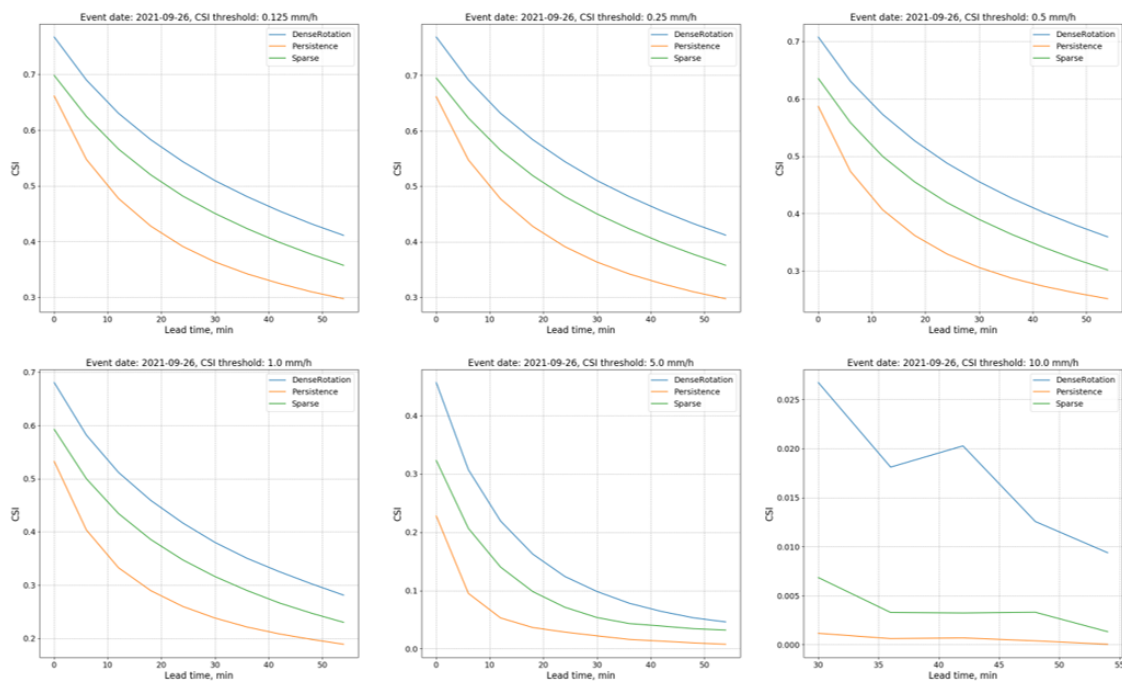 Event date: 2021-09-26, CSI threshold: 0.125 mm/h
DenseRotation
Persistence
Sparse
0.7
0.6
0.5
0.4
0.3
CSI
0 10 20 30 40 50
Lead time, min
Event date: 2021-09-26, CSI threshold: 0.25 mm/h
DenseRotation
Persistence
Sparse
0.7
0.6
0.5
0.4
0.3
CSI
0 10 20 30 40 50
Lead time, min
Event date: 2021-09-26, CSI threshold: 0.5 mm/h
DenseRotation
Persistence
Sparse
0.7
0.6
0.5
0.4
0.3
CSI
0 10 20 30 40 50
Lead time, min
Event date: 2021-09-26, CSI threshold: 1.0 mm/h
DenseRotation
Persistence
Sparse
0.7
0.6
0.5
0.4
0.3
0.2
CSI
0 10 20 30 40 50
Lead time, min
Event date: 2021-09-26, CSI threshold: 5.0 mm/h
DenseRotation
Persistence
Sparse
0.4
0.3
0.2
0.1
0.0
CSI
0 10 20 30 40 50
Lead time, min
Event date: 2021-09-26, CSI threshold: 10.0 mm/h
DenseRotation
Persistence
Sparse
0.025
0.020
0.015
0.010
0.005
0.000
CSI
30 35 40 45 50 55
Lead time, min